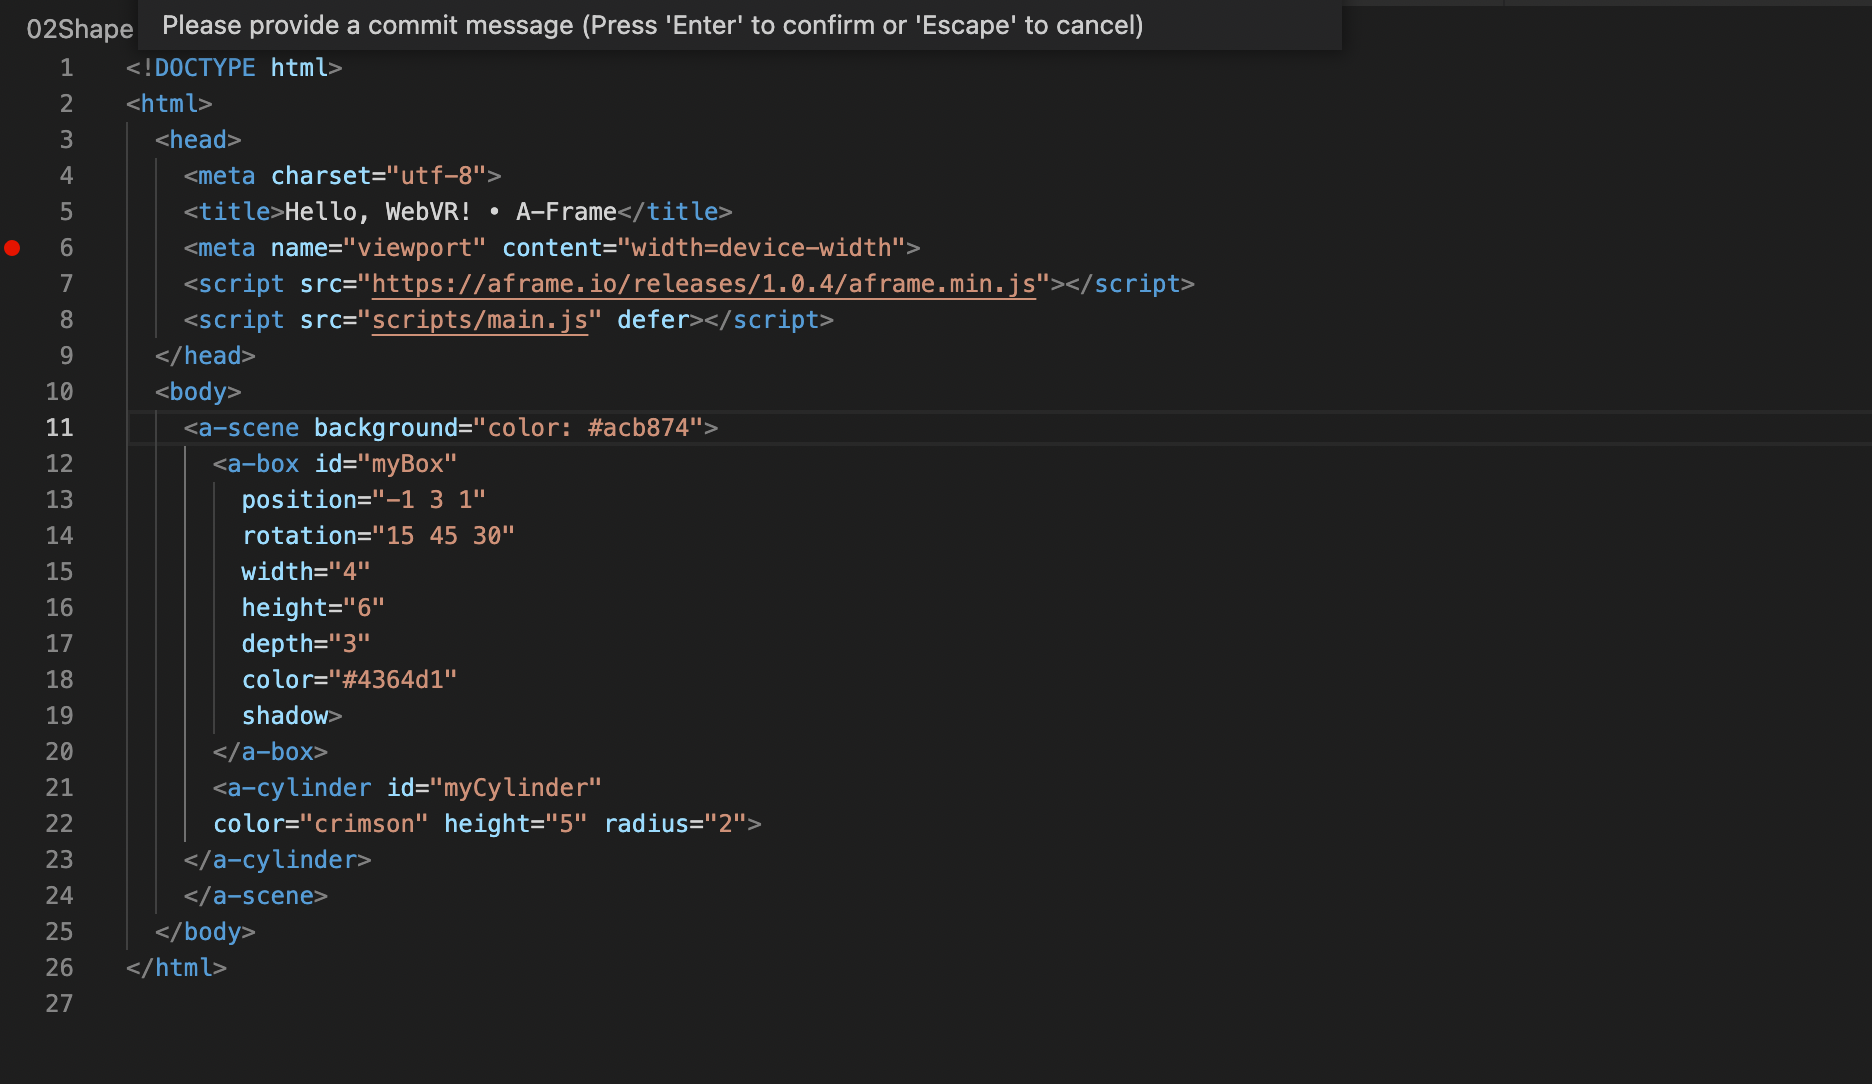 Please provide a commit message (Press 'Enter' to confirm or 'Escape' to cancel)
02Shape
1 <!DOCTYPE html>
2 <html>
3   <head>
4     <meta charset="utf-8">
5     <title>Hello, WebVR! • A-Frame</title>
6     <meta name="viewport" content="width=device-width">
7     <script src="https://aframe.io/releases/1.0.4/aframe.min.js"></script>
8     <script src="scripts/main.js" defer></script>
9   </head>
10   <body>
11     <a-scene background="color: #acb874">
12       <a-box id="myBox"
13         position="-1 3 1"
14         rotation="15 45 30"
15         width="4"
16         height="6"
17         depth="3"
18         color="#4364d1"
19         shadow>
20       </a-box>
21       <a-cylinder id="myCylinder"
22       color="crimson" height="5" radius="2">
23     </a-cylinder>
24     </a-scene>
25   </body>
26 </html>
27